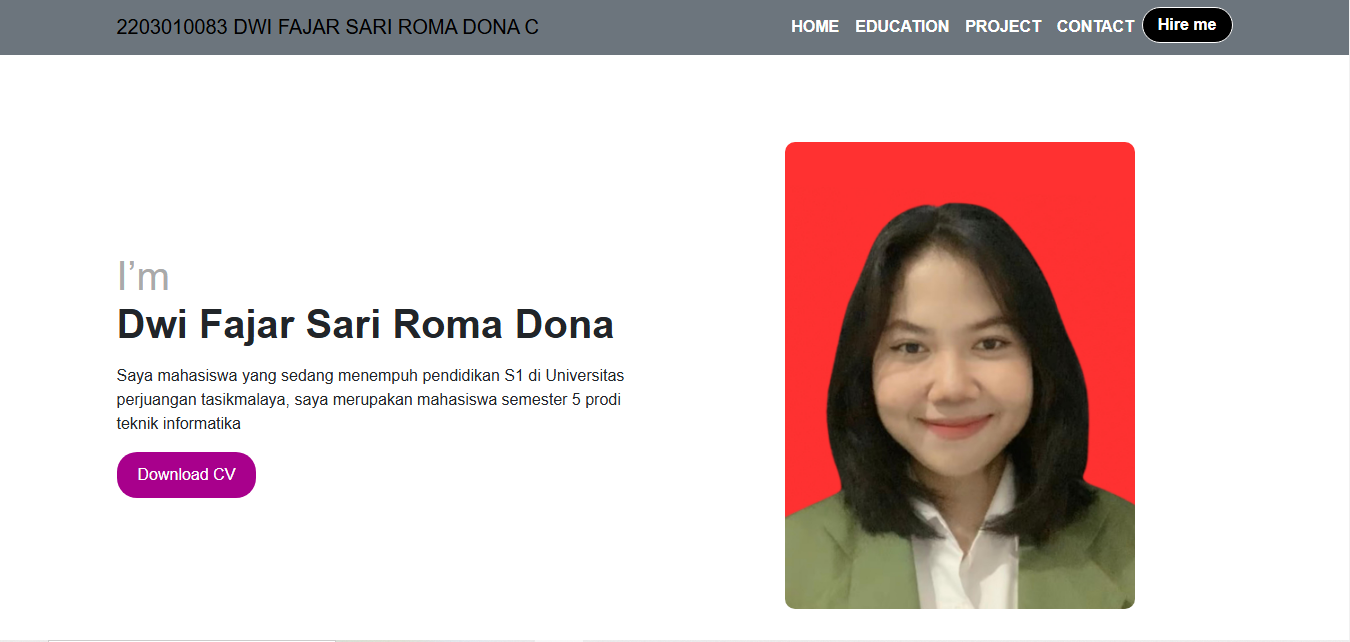 2203010083 DWI FAJAR SARI ROMA DONA C
HOME EDUCATION PROJECT CONTACT Hire me
I’m
Dwi Fajar Sari Roma Dona
Saya mahasiswa yang sedang menempuh pendidikan S1 di Universitas
perjuangan tasikmalaya, saya merupakan mahasiswa semester 5 prodi
teknik informatika
Download CV